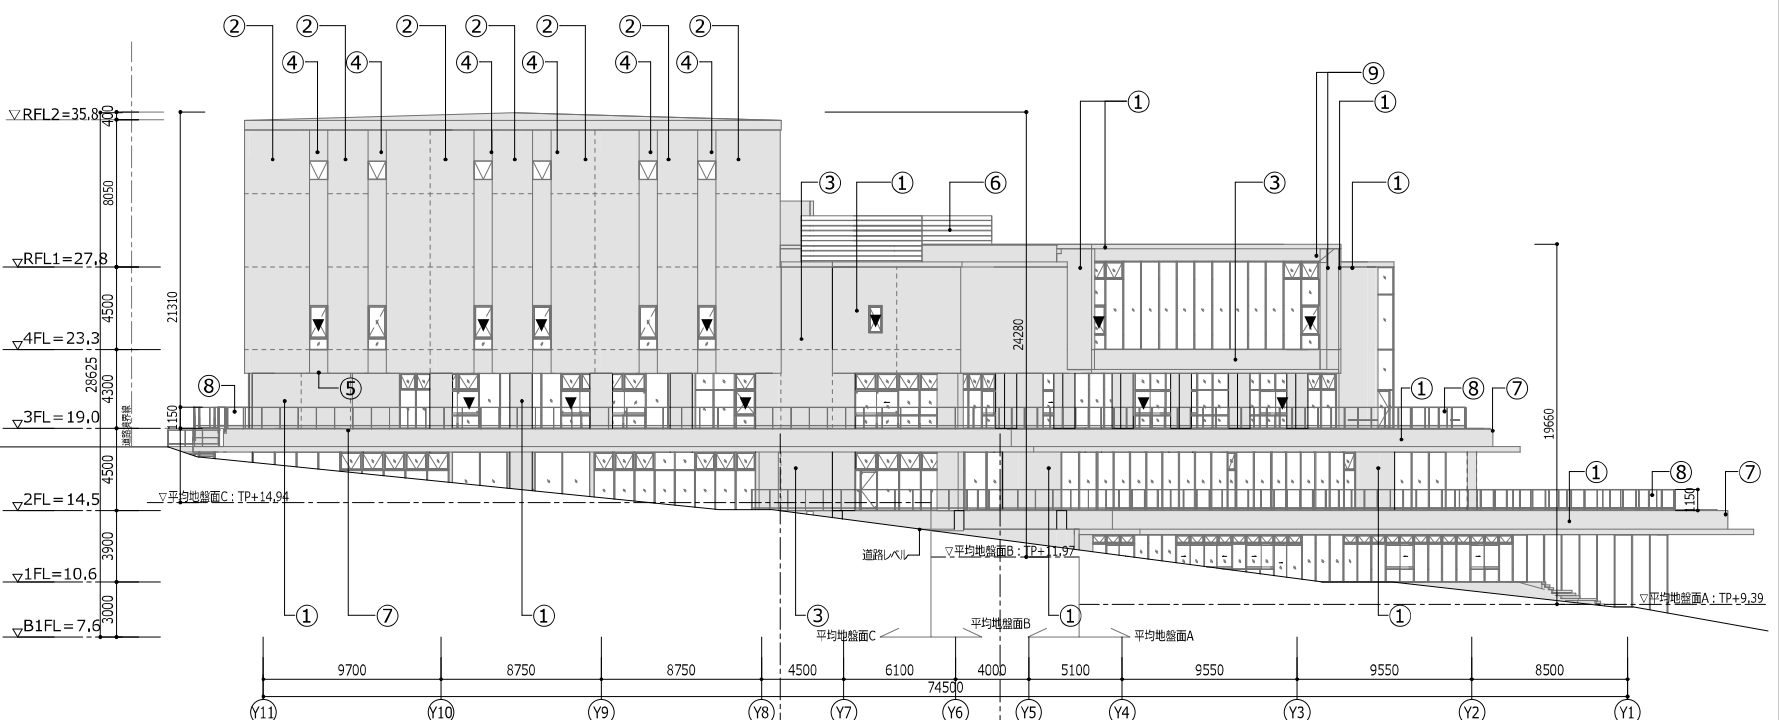 ② ② ② ② ② ② ②
④ ④ ④ ④ ④ ④
⑨
① ①
▽RFL2=35,8
400
8050
③ ① ⑥ ③ ①
▽RFL1=27,8
4500
21310
24280
▽4FL=23,3
28625
4300
⑧ ⑤ ① ⑧ ⑦
▽3FL=19,0
1150
道路境界線
19660
4500
① ⑧ ⑦
1150
▽平均地盤面C:TP+14,94
▽2FL=14,5
3900
道路レベル
▽平均地盤面B:TP+11,97
▽1FL=10,6
3000
▽平均地盤面A:TP+9,39
① ⑦ ① ③ ① ①
▽B1FL=7,6
平均地盤面C 平均地盤面B 平均地盤面A
9700 8750 8750 4500 6100 4000 5100 9550 9550 8500
74500
Y11 Y10 Y9 Y8 Y7 Y6 Y5 Y4 Y3 Y2 Y1